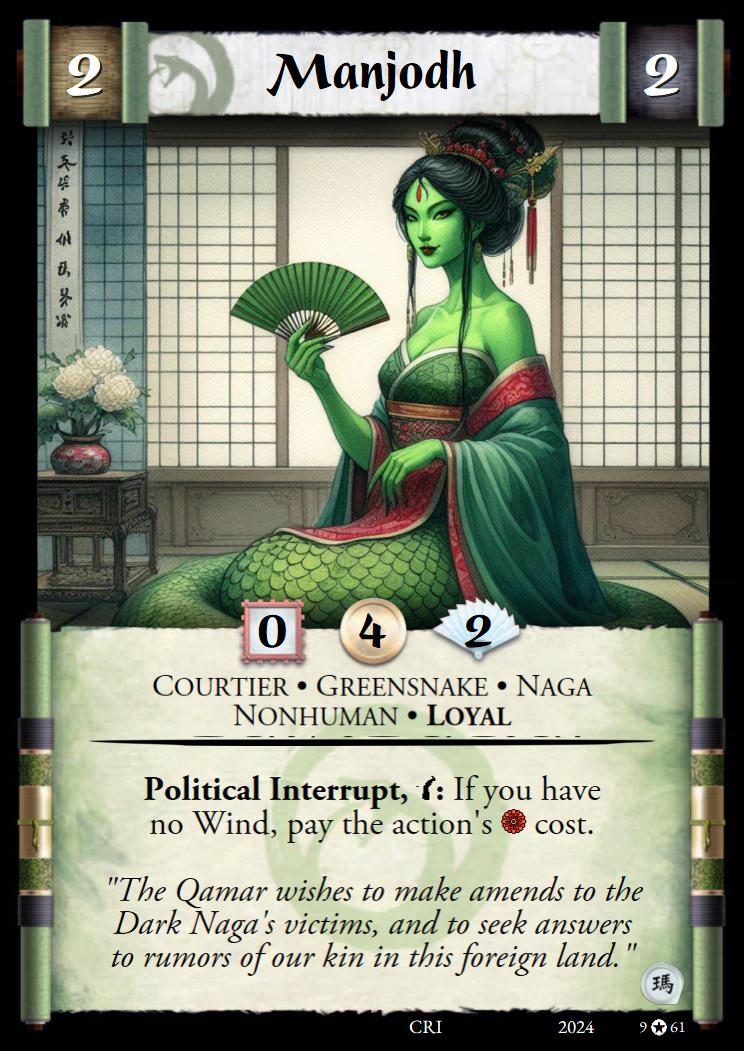 2 Manjodh 2
0 4 2
COURTIER • GREENSNAKE • NAGA
NONHUMAN • LOYAL
Political Interrupt, : If you have
no Wind, pay the action's cost.
"The Qamar wishes to make amends to the
Dark Naga's victims, and to seek answers
to rumors of our kin in this foreign land."
瑪
CRI 2024 9 61